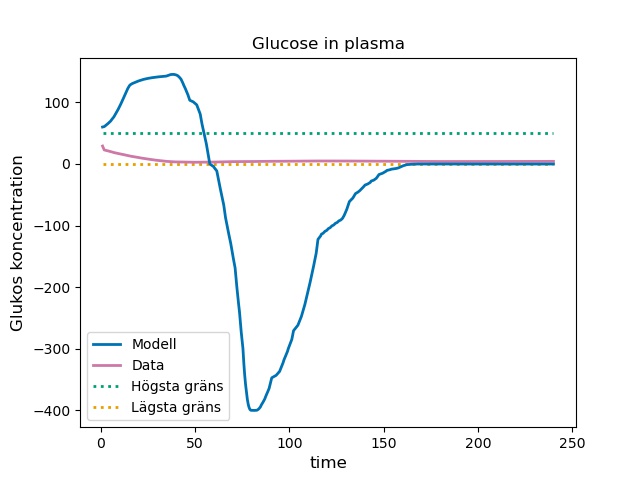 Glucose in plasma
Glukos koncentration
100
0
−100
−200
−300
−400
Modell
Data
Högsta gräns
Lägsta gräns
0 50 100 150 200 250
time